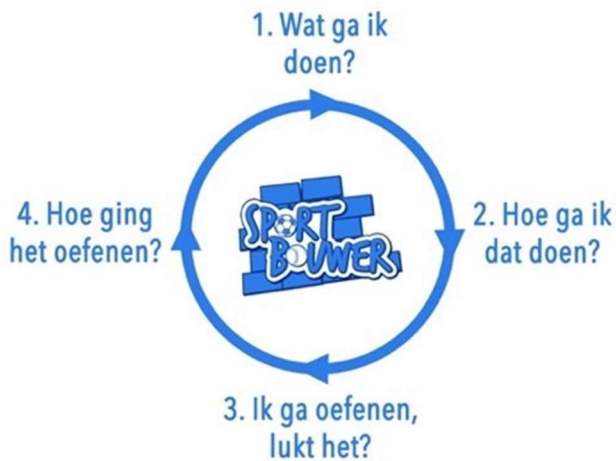 1. Wat ga ik
doen?
2. Hoe ga ik
dat doen?
3. Ik ga oefenen,
lukt het?
4. Hoe ging
het oefenen?
SPORT
BOUWER